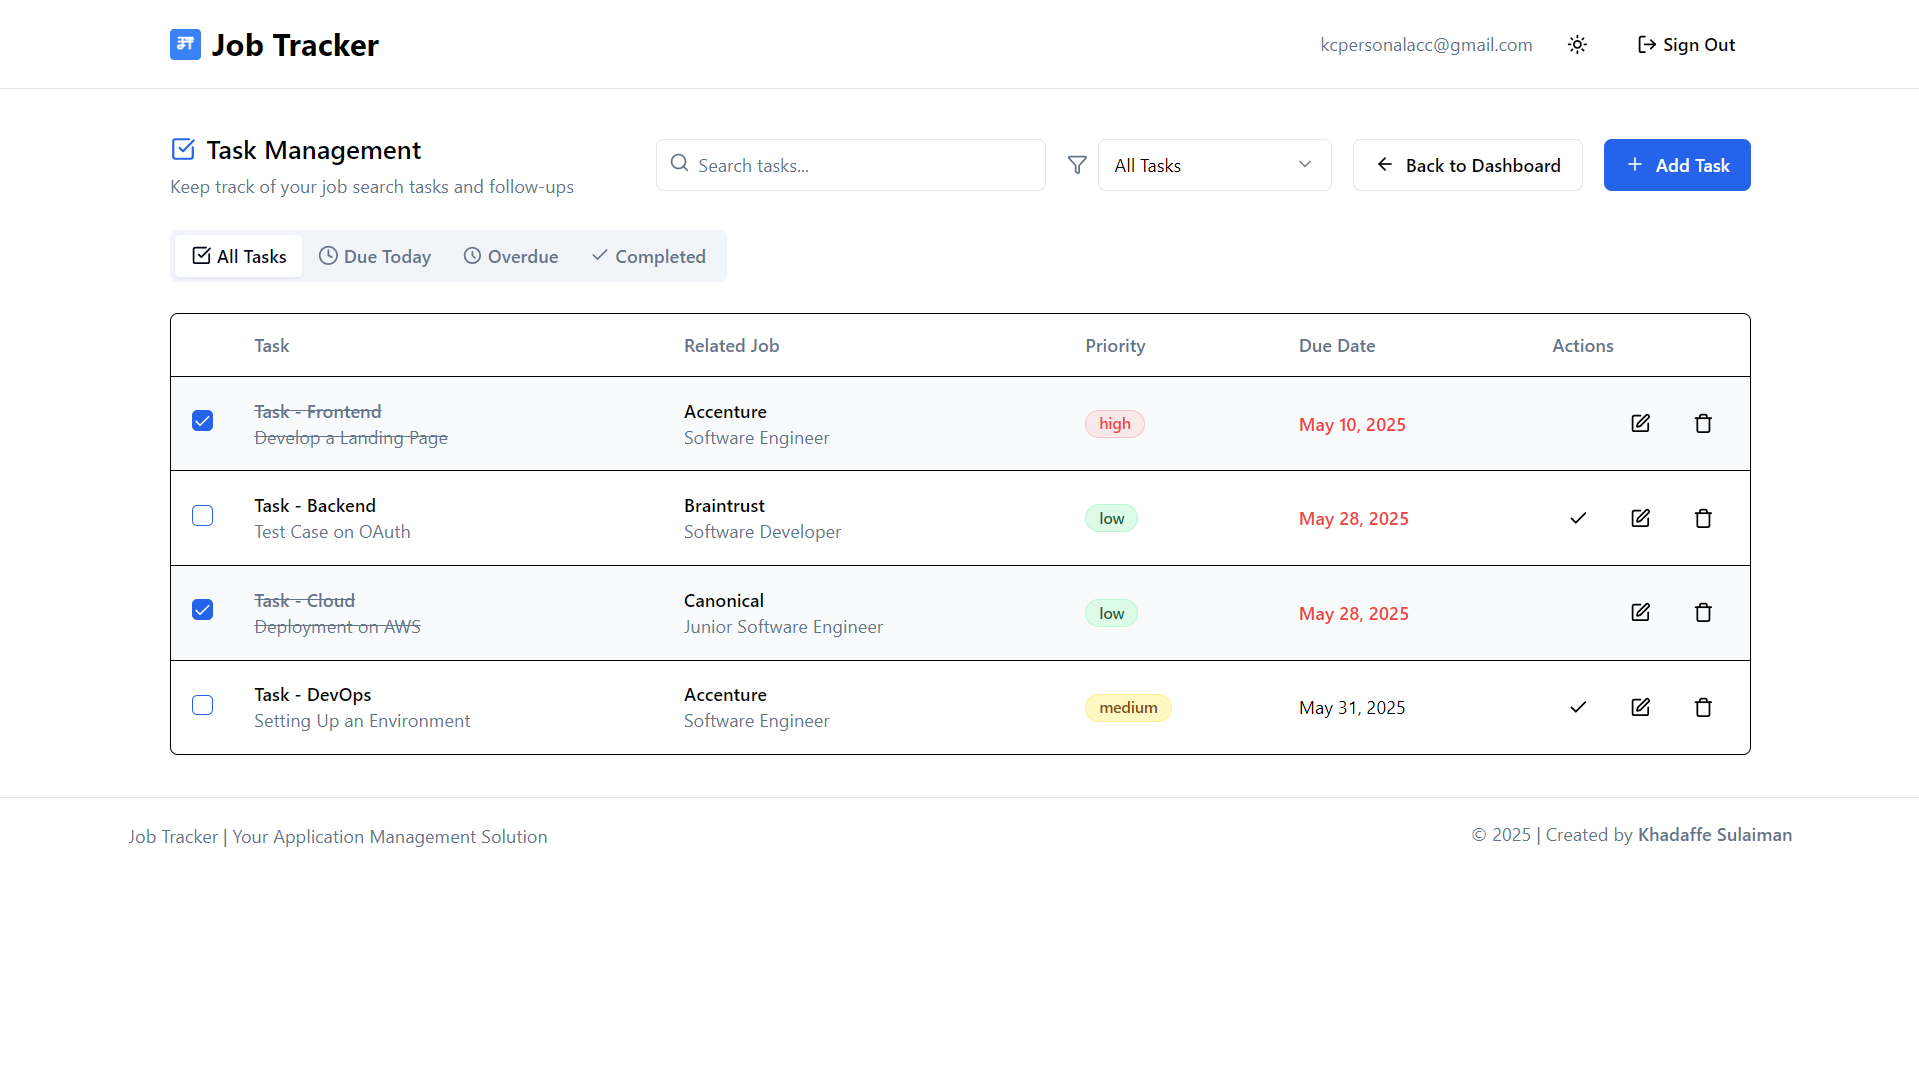 Job Tracker
kcpersonalacc@gmail.com
Sign Out
Task Management
Keep track of your job search tasks and follow-ups
Search tasks...
All Tasks
Back to Dashboard
Add Task
All Tasks
Due Today
Overdue
Completed
Task Related Job Priority Due Date Actions
Task - Frontend
Develop a Landing Page
Accenture
Software Engineer
high
May 10, 2025
Task - Backend
Test Case on OAuth
Braintrust
Software Developer
low
May 28, 2025
Task - Cloud
Deployment on AWS
Canonical
Junior Software Engineer
low
May 28, 2025
Task - DevOps
Setting Up an Environment
Accenture
Software Engineer
medium
May 31, 2025
Job Tracker | Your Application Management Solution
© 2025 | Created by Khadaffe Sulaiman